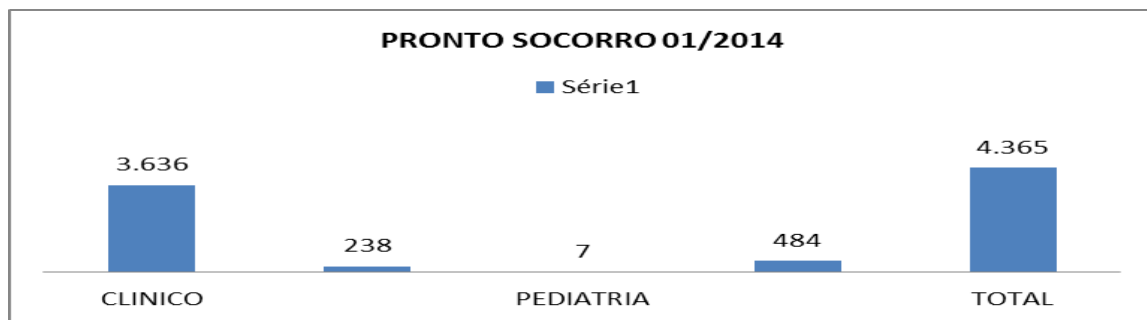 PRONTO SOCORRO 01/2014
Série1
4.365
3.636
484
238
7
CLINICO PEDIATRIA TOTAL